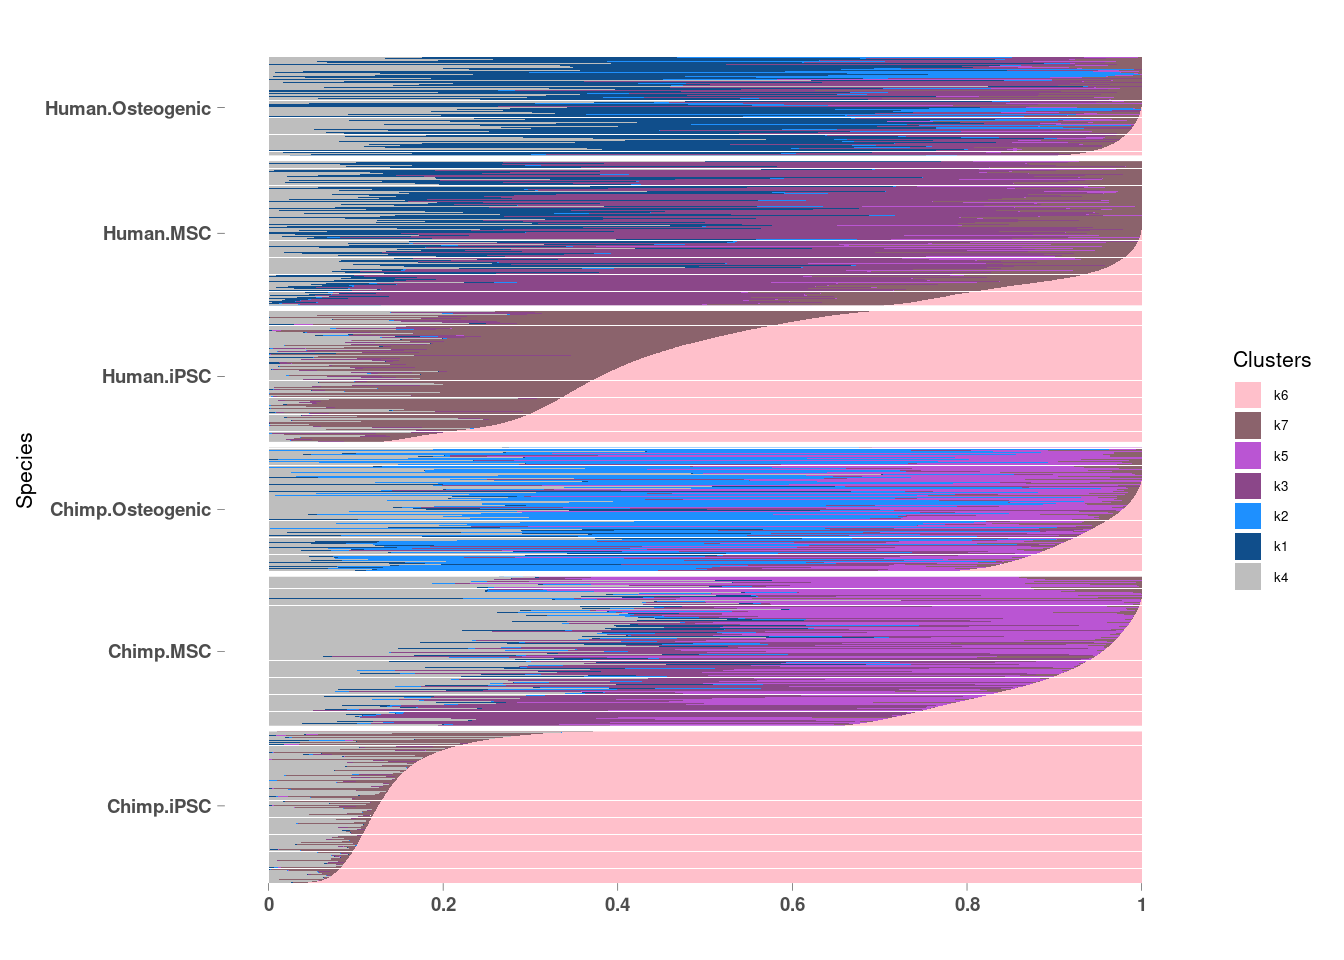 Human.Osteogenic
Human.MSC
Human.iPSC
Chimp.Osteogenic
Chimp.MSC
Chimp.iPSC
Species
0 0.2 0.4 0.6 0.8 1
Clusters
k6
k7
k5
k3
k2
k1
k4